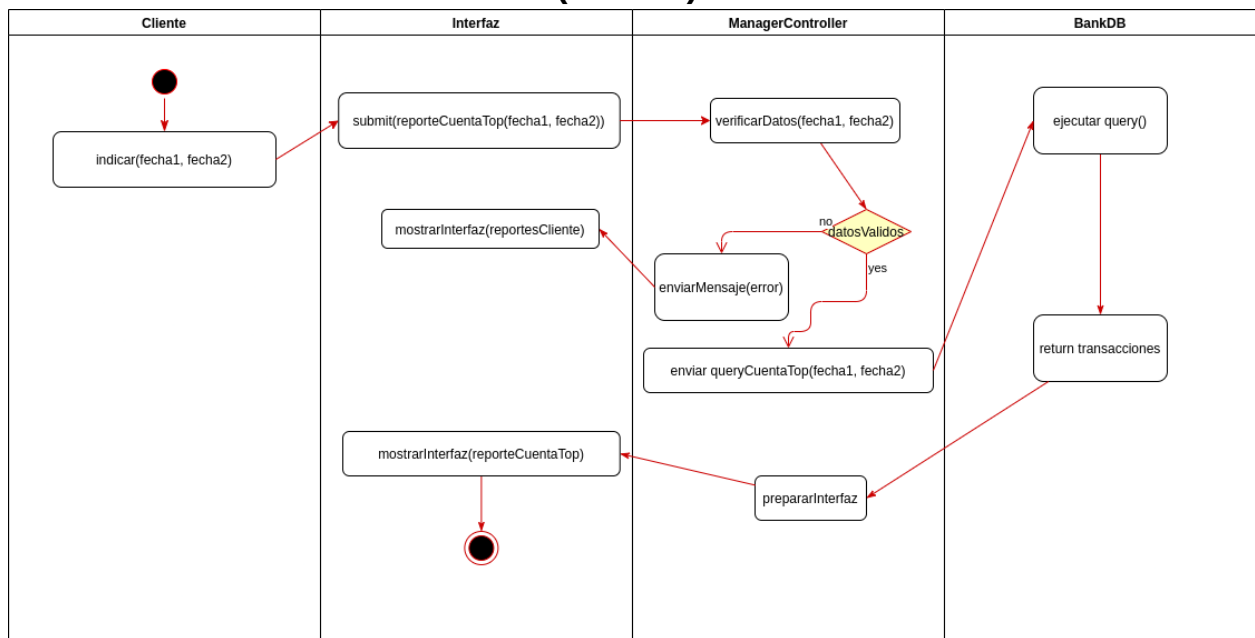 Cliente
Interfaz
ManagerController
BankDB
indicar(fecha1, fecha2)
submit(reporteCuentaTop(fecha1, fecha2))
verificarDatos(fecha1, fecha2)
ejecutar query()
mostrarInterfaz(reportesCliente)
no
datosValidos
yes
enviarMensaje(error)
return transacciones
enviar queryCuentaTop(fecha1, fecha2)
mostrarInterfaz(reporteCuentaTop)
prepararInterfaz